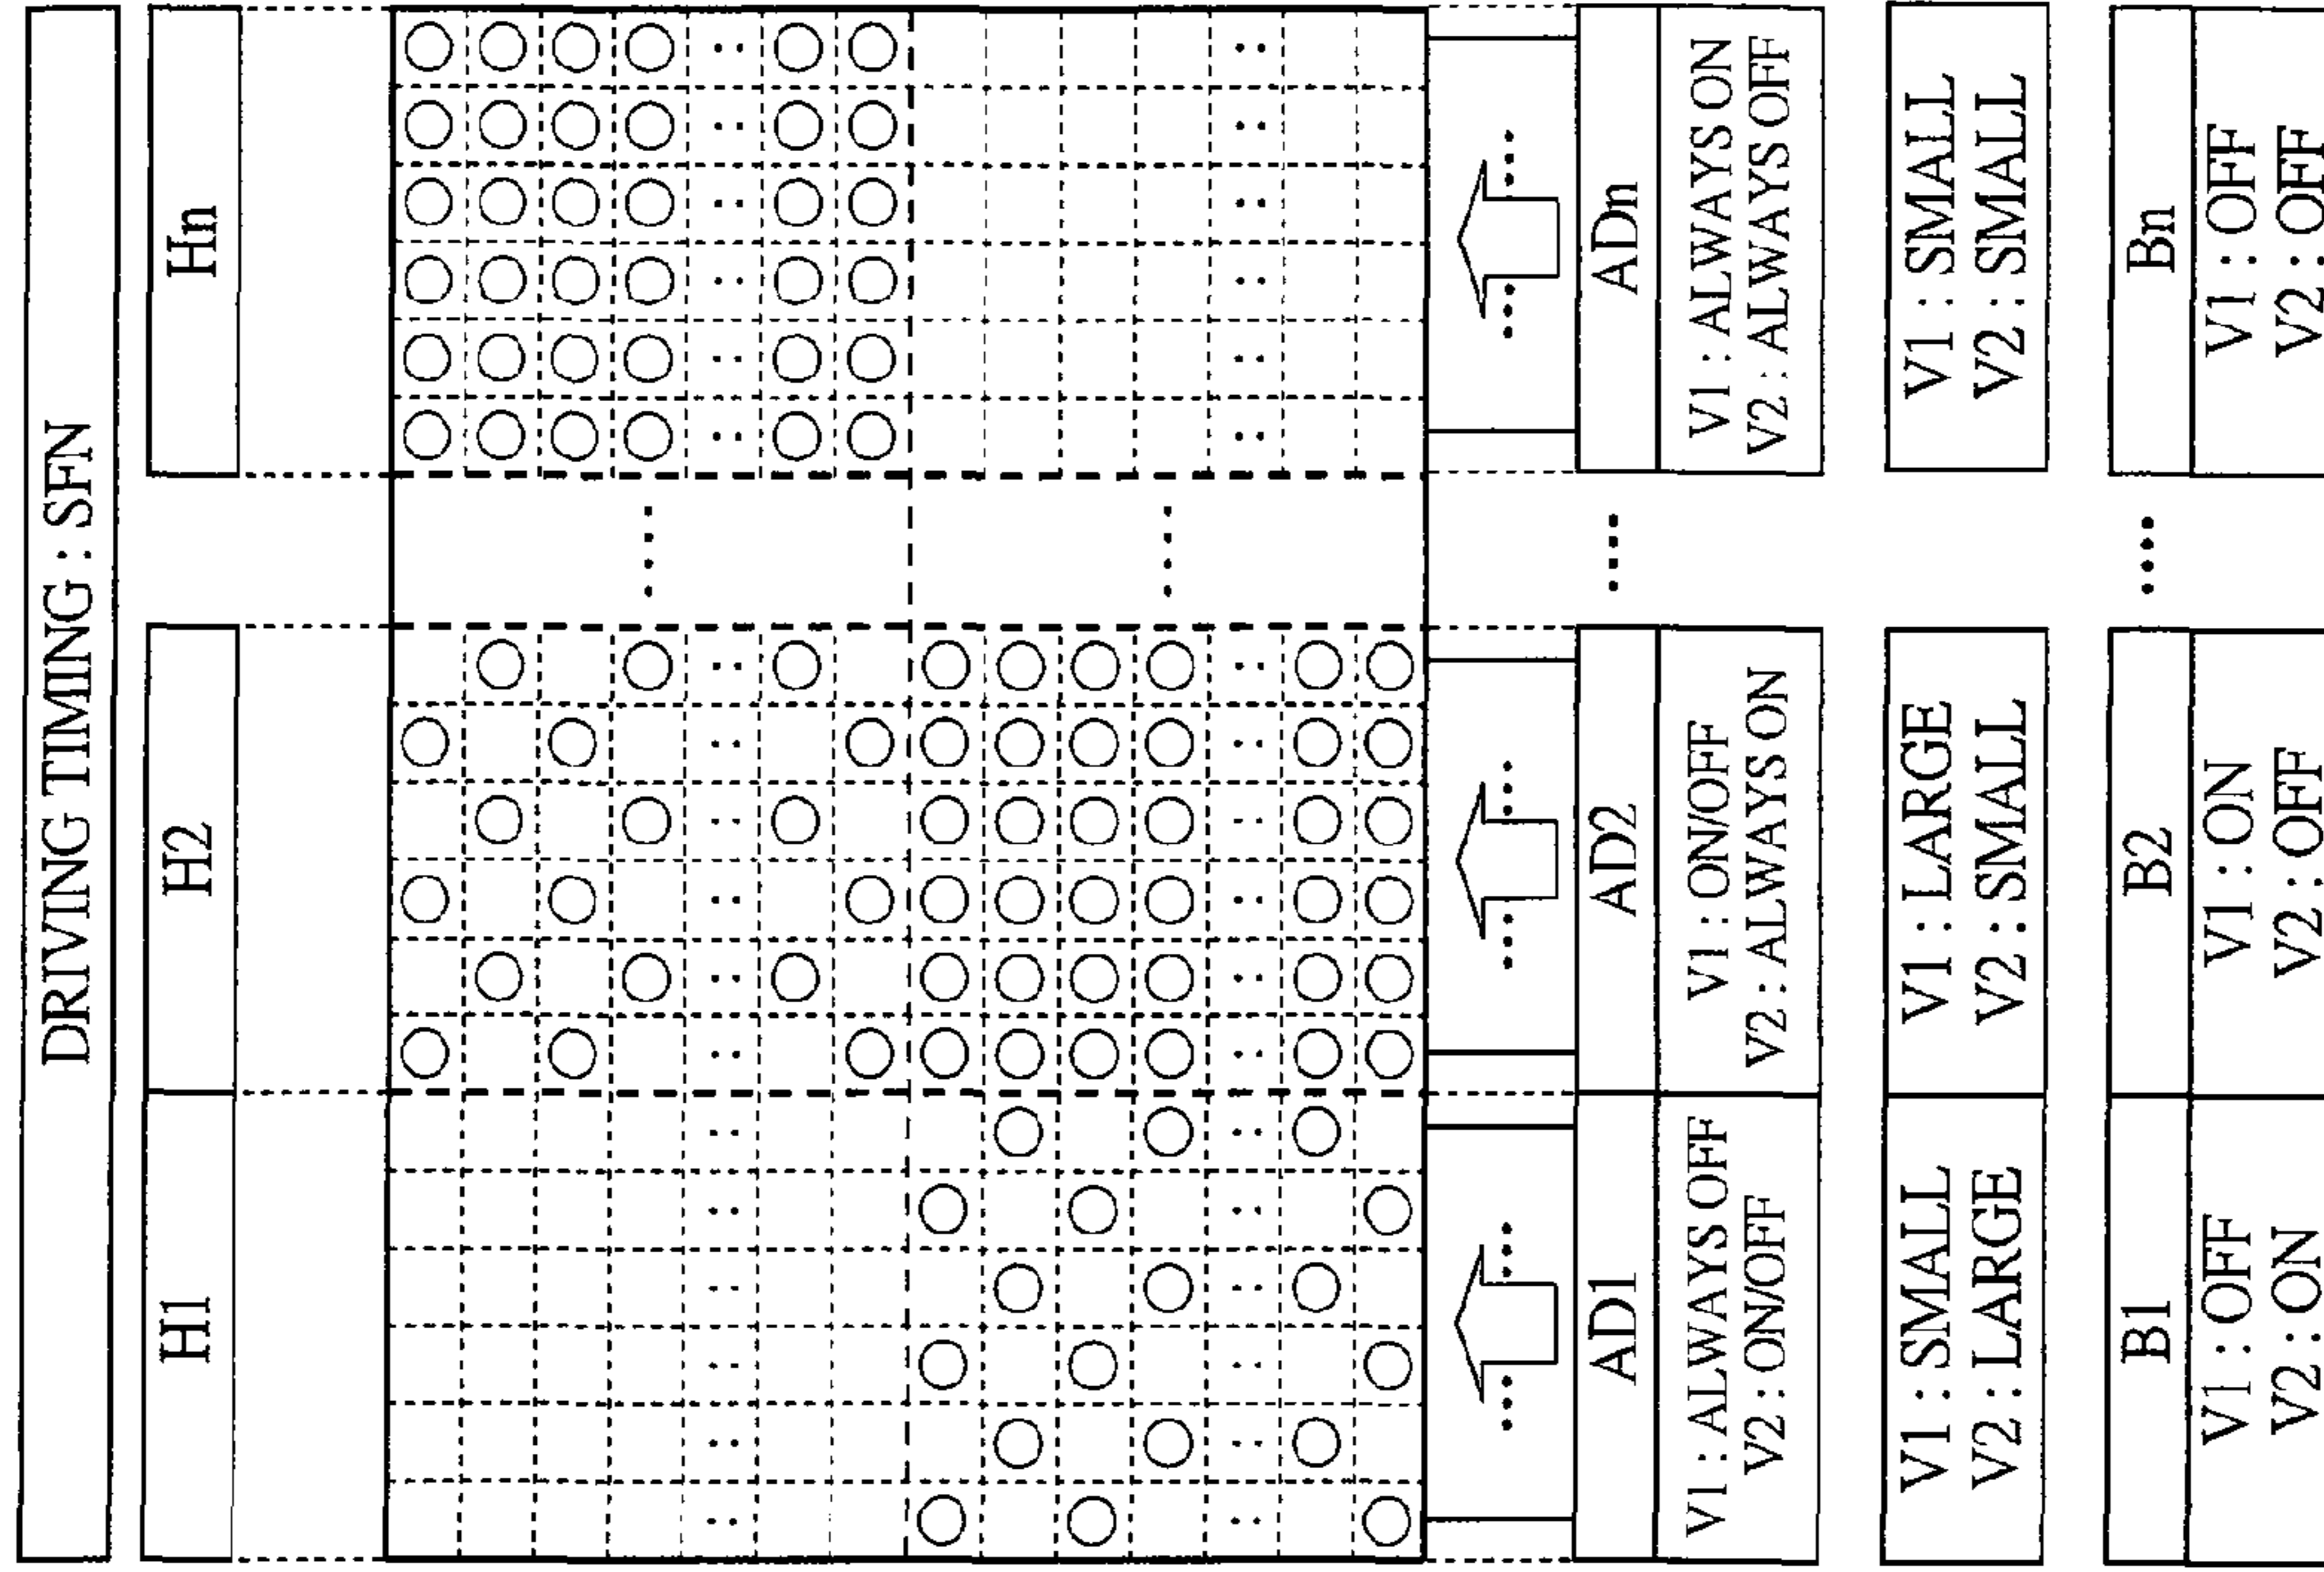 DRIVING TIMING : SFN
H1 H2 Hn
AD1 AD2 ADn
V1 : ALWAYS OFF
V2 : ON/OFF
V1 : ON/OFF
V2 : ALWAYS ON
V1 : ALWAYS ON
V2 : ALWAYS OFF
V1 : SMALL
V2 : LARGE
V1 : LARGE
V2 : SMALL
V1 : SMALL
V2 : SMALL
B1 B2 Bn
V1 : OFF
V2 : ON
V1 : ON
V2 : OFF
V1 : OFF
V2 : OFF